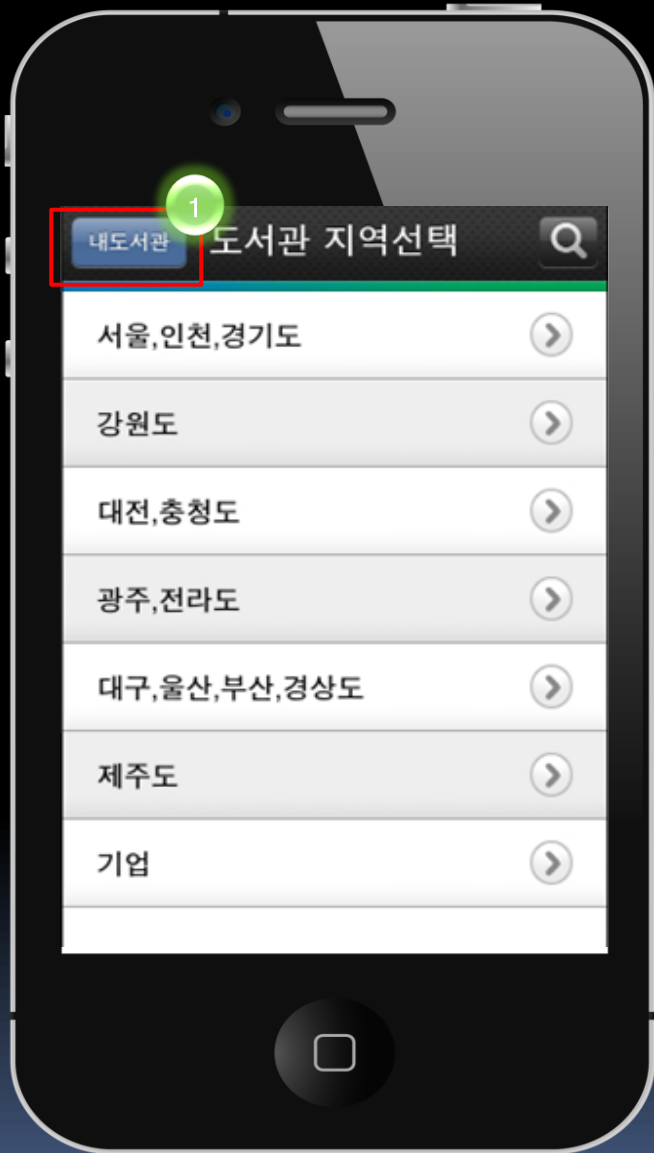 1
내도서관 도서관 지역선택
서울,인천,경기도
강원도
대전,충청도
광주,전라도
대구,울산,부산,경상도
제주도
기업